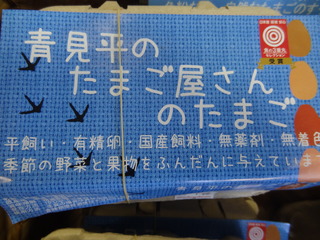 青見平の
たまご屋さん
のたまご
平飼い・有精卵・国産飼料・無薬剤・無着色
季節の野菜と果物をふんだんに与えていま
受賞